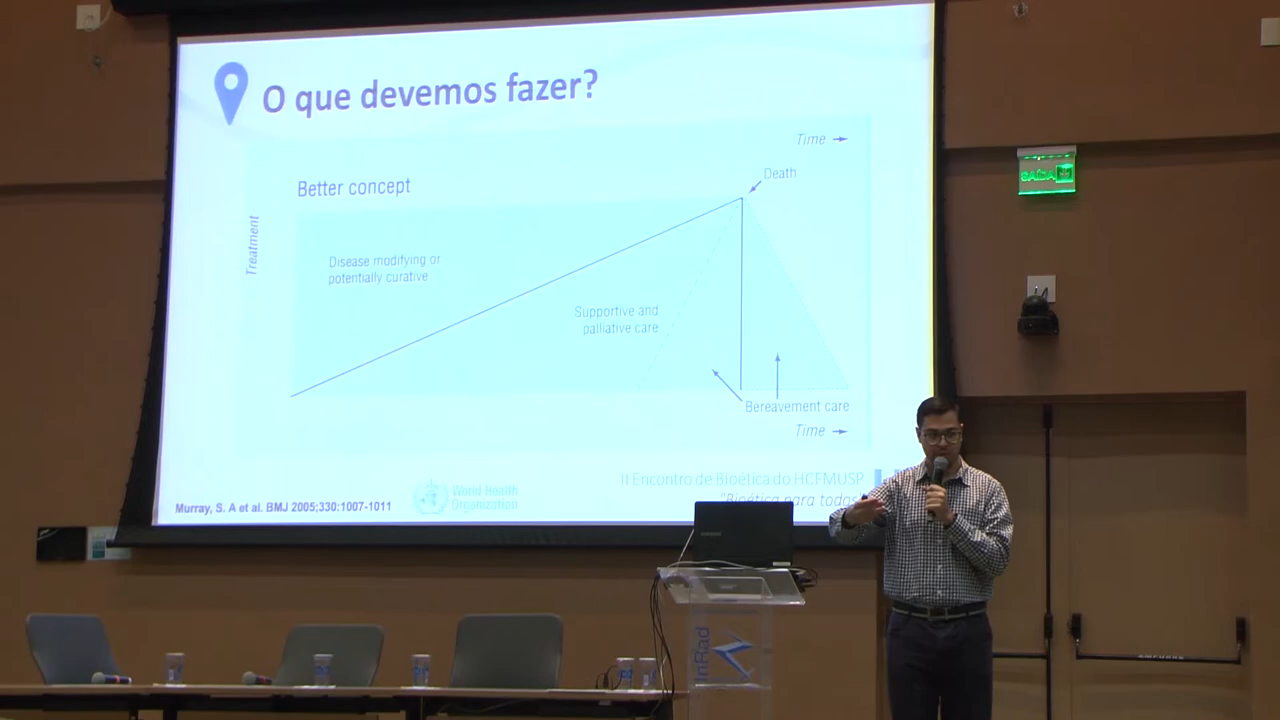 O que devemos fazer?
Time
Better concept
Death
Treatment
Disease modifying or
potentially curative
Supportive and
palliative care
Bereavement care
Time
II Encontro de Bioética do HCFMUSP
"Bioética para todos
World Health
Organization
Murray, S. A et al. BMJ 2005;330:1007-1011
SAÍDA
InRad